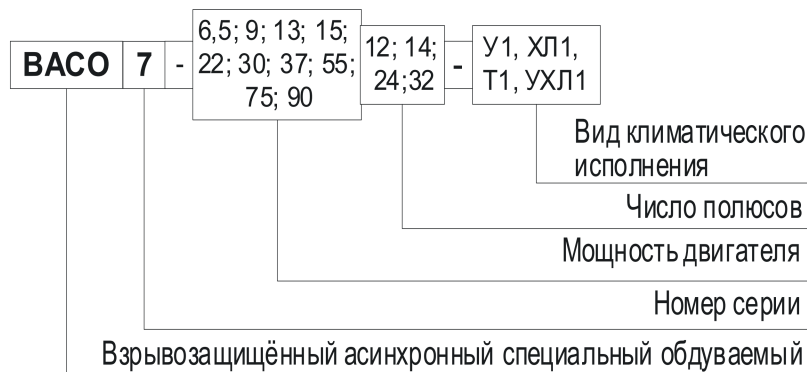 ВАСО 7 - 6,5; 9; 13; 15;
22; 30; 37; 55;
75; 90
12; 14;
24;32
-
У1, ХЛ1,
Т1, УХЛ1
Вид климатического
исполнения
Число полюсов
Мощность двигателя
Номер серии
Взрывозащищённый асинхронный специальный обдуваемый